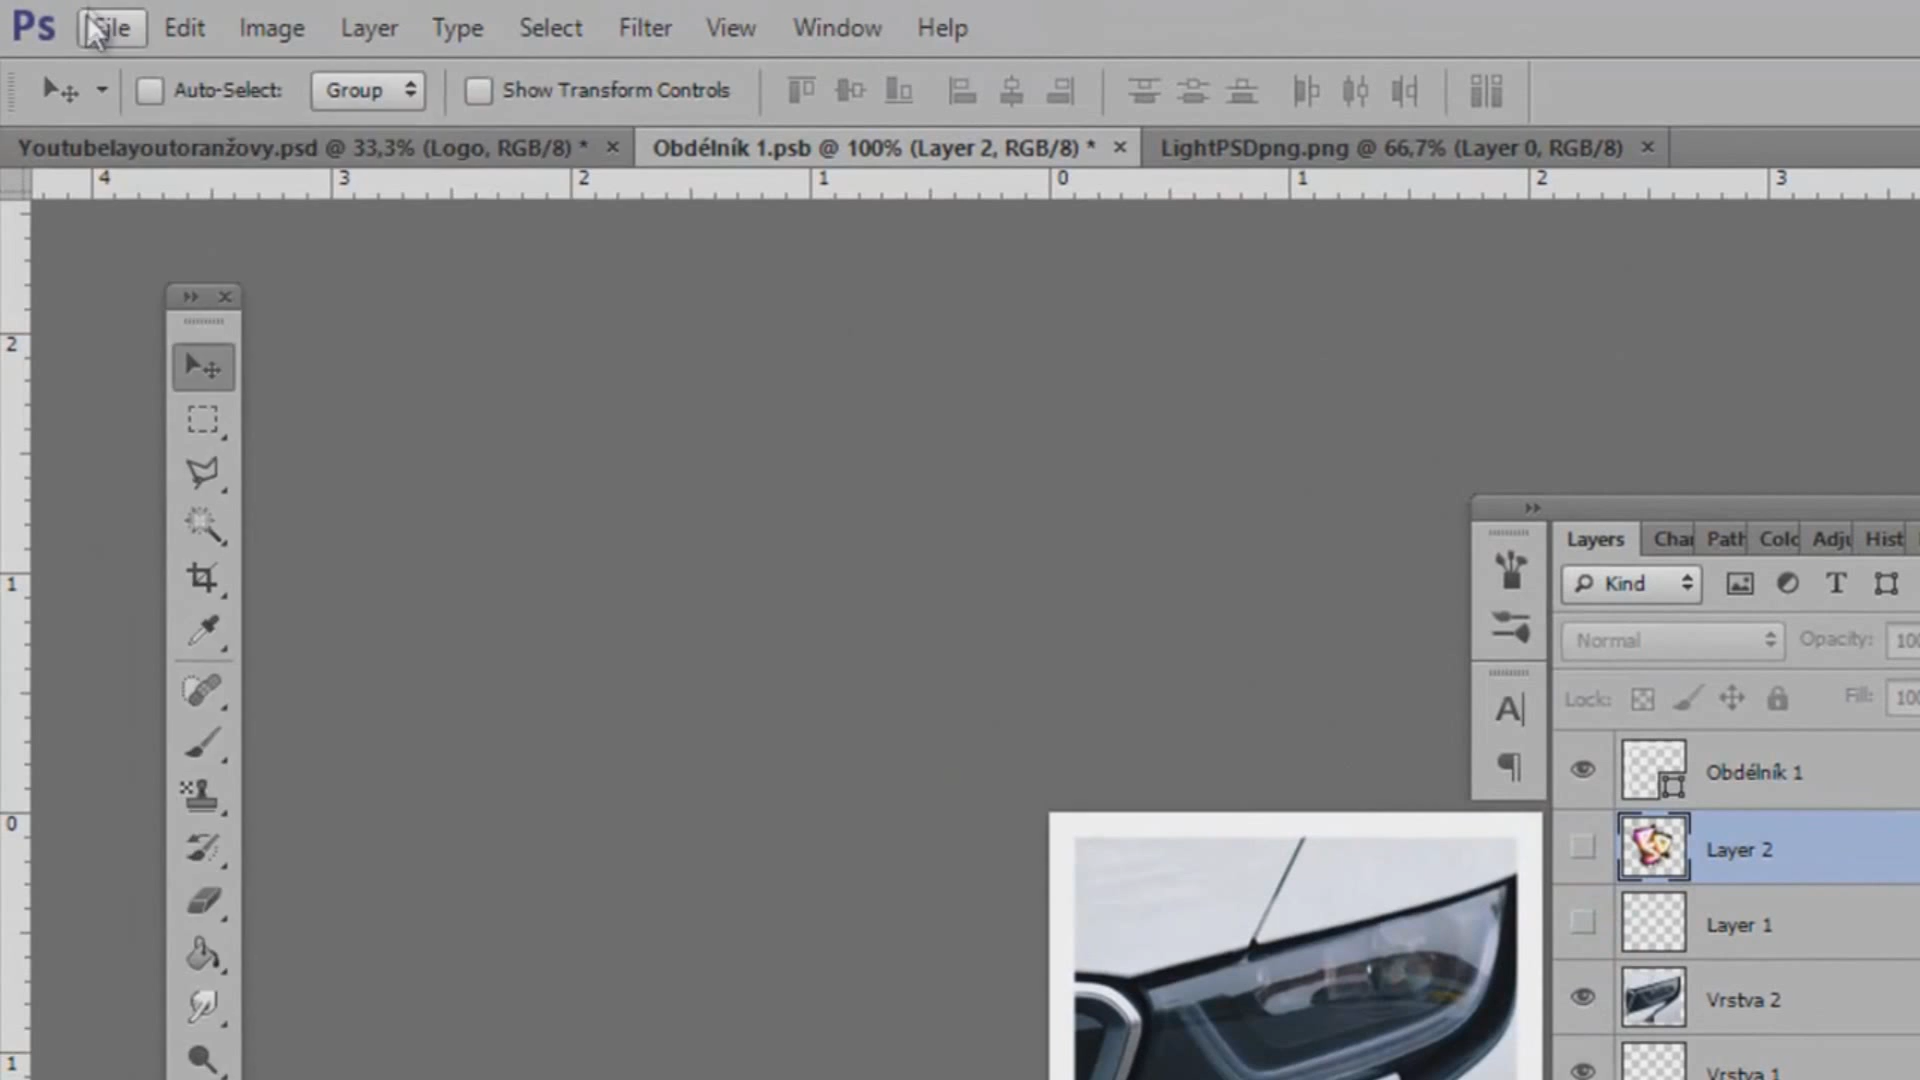 Ps File Edit Image Layer Type Select Filter View Window Help
Auto-Select: Group Show Transform Controls
Youtubelayoutoranžovy.psd @ 33,3% (Logo, RGB/8) * × Obdélník 1.psb @ 100% (Layer 2, RGB/8) * × LightPSDpng.png @ 66,7% (Layer 0, RGB/8) ×
4 3 2 1 0 1 2 3
2
1
0
1
Layers Chan Path Colo Adju Hist
Kind
Normal Opacity: 100
Lock: Fill: 100
Obdélník 1
Layer 2
Layer 1
Vrstva 2
Vrstva 1